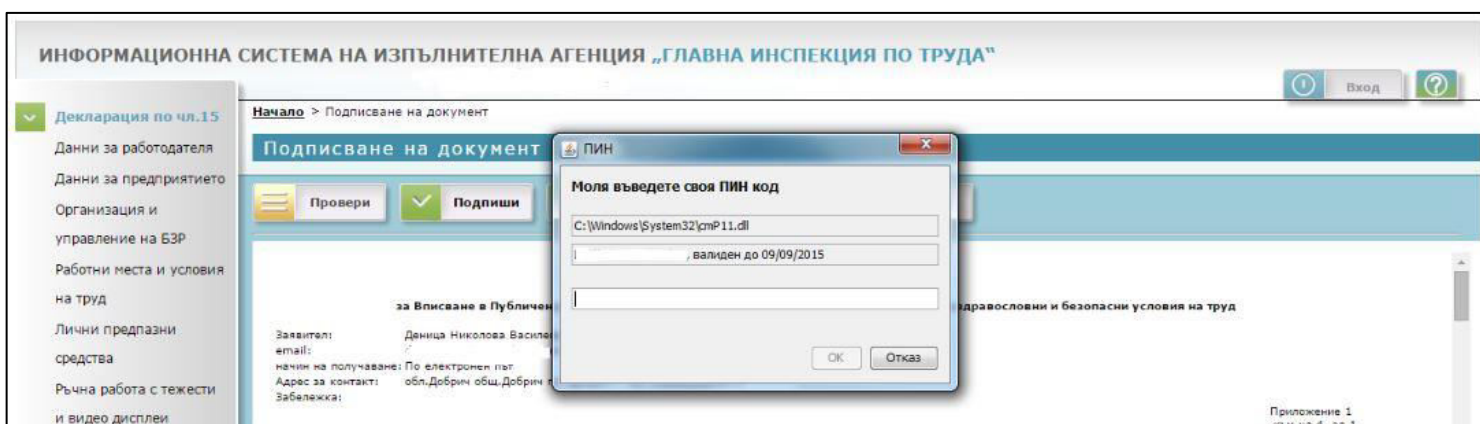 ИНФОРМАЦИОННА СИСТЕМА НА ИЗПЪЛНИТЕЛНА АГЕНЦИЯ „ГЛАВНА ИНСПЕКЦИЯ ПО ТРУДА“
Вход
?
Декларация по чл.15
Данни за работодателя
Данни за предприятието
Организация и
управление на БЗР
Работни места и условия
на труд
Лични предпазни
средства
Ръчна работа с тежести
и видео дисплеи
Начало > Подписване на документ
Подписване на документ
Провери
Подпиши
ПИН
Моля въведете своя ПИН код
C:\Windows\System32\cmP11.dll
, валиден до 09/09/2015
OK
Отказ
за Вписване в Публичен
здравословни и безопасни условия на труд
Заявител: Деница Николова Василе
email:
начин на получаване: По електронен път
Адрес за контакт: обл.Добрич общ.Добрич
Забележка:
Приложение 1